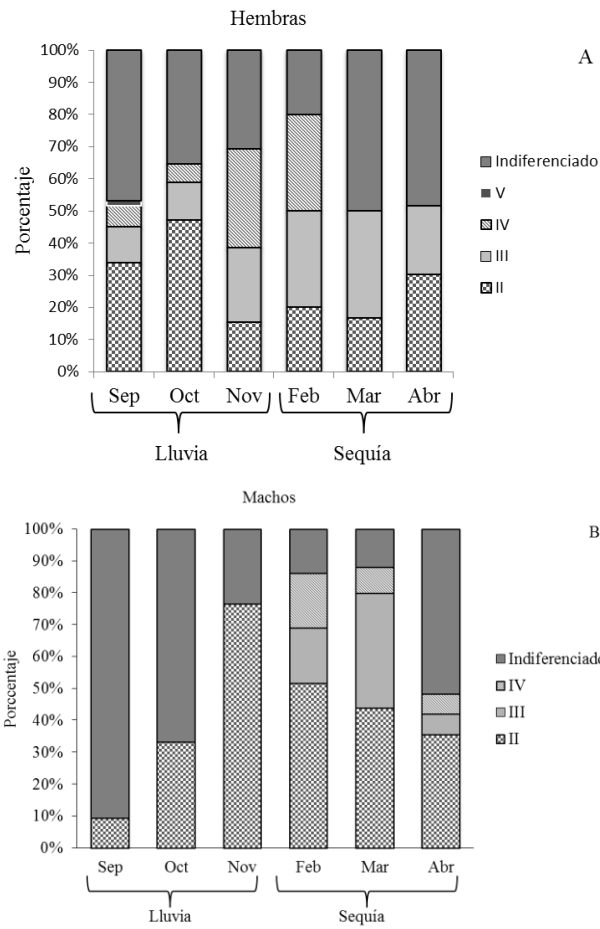 Hembras
A
100%
90%
80%
70%
60%
50%
40%
30%
20%
10%
0%
Porcentaje
Indiferenciado
V
IV
III
II
Sep Oct Nov Feb Mar Abr
Lluvia Sequía
Machos
B
100%
90%
80%
70%
60%
50%
40%
30%
20%
10%
0%
Porccentaje
Indiferenciado
IV
III
II
Sep Oct Nov Feb Mar Abr
Lluvia Sequía